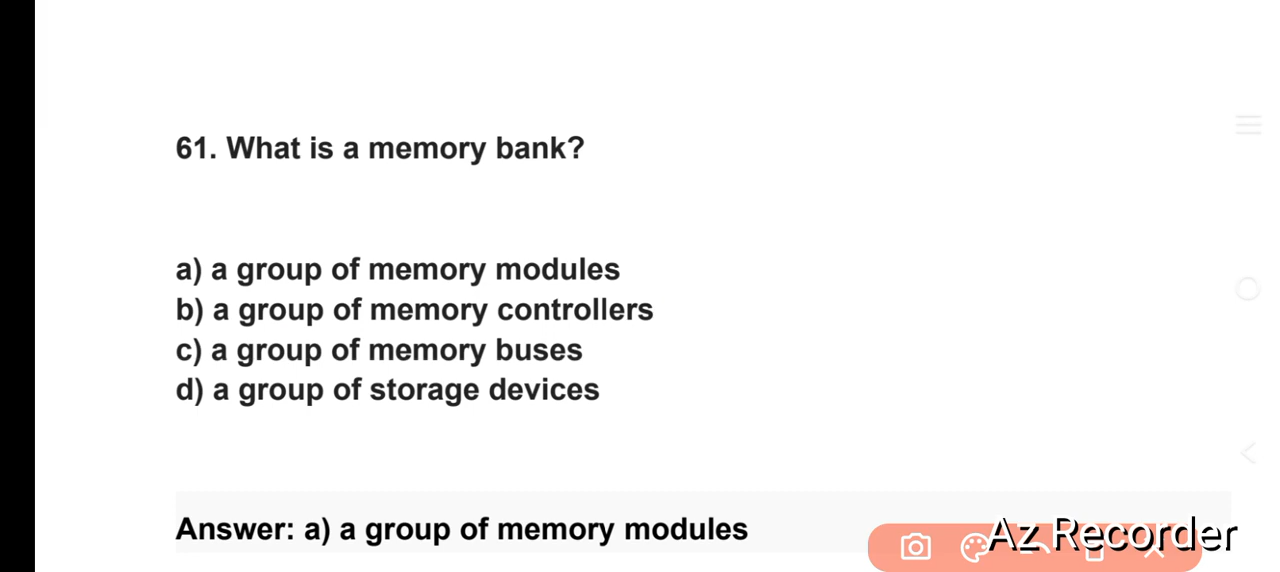 61. What is a memory bank?
a) a group of memory modules
b) a group of memory controllers
c) a group of memory buses
d) a group of storage devices
Answer: a) a group of memory modules
Az Recorder